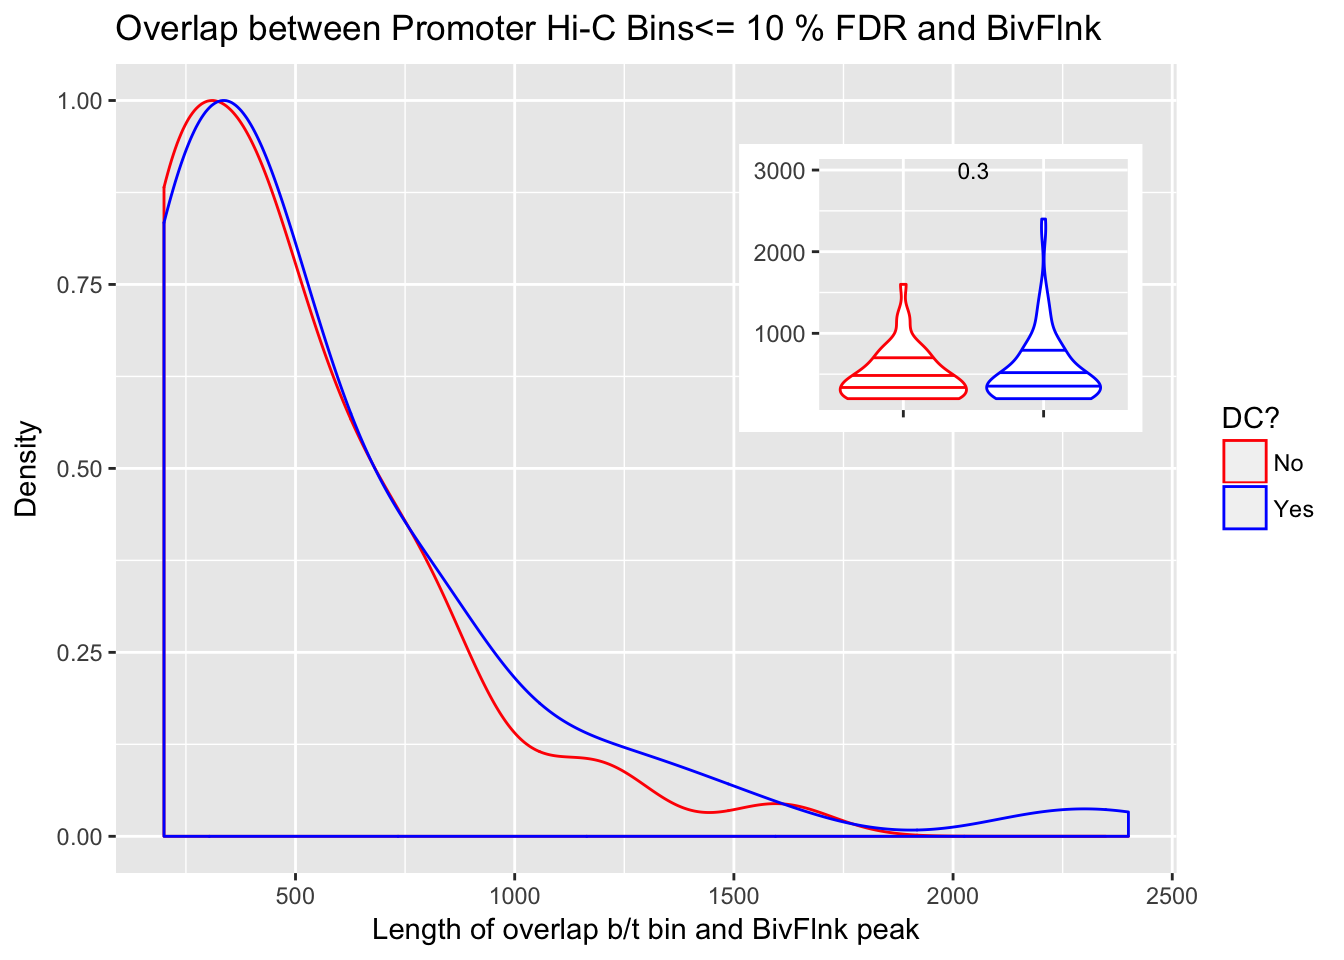 Overlap between Promoter Hi-C Bins<= 10 % FDR and BivFlnk
1.00
0.75
0.50
0.25
0.00
Density
3000
2000
1000
0.3
DC?
No
Yes
500
1000
1500
2000
2500
Length of overlap b/t bin and BivFlnk peak